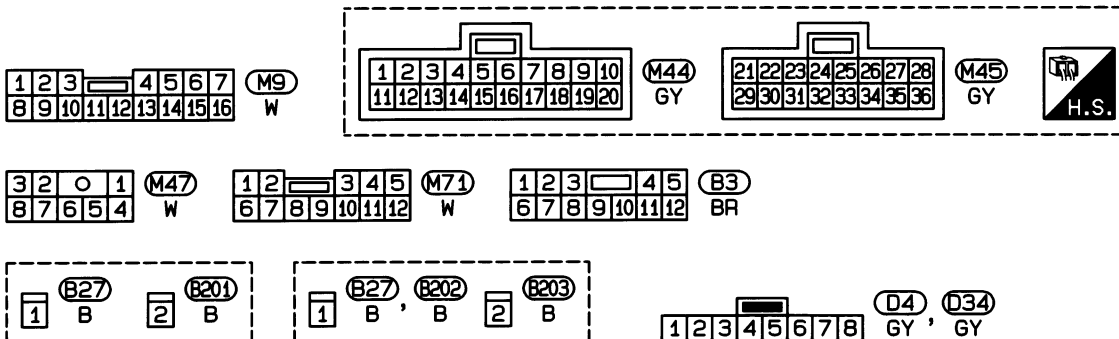 1 2 3 4 5 6 7 M9
8 9 10 11 12 13 14 15 16 W
1 2 3 4 5 6 7 8 9 10 M44
11 12 13 14 15 16 17 18 19 20 GY
21 22 23 24 25 26 27 28 M45
29 30 31 32 33 34 35 36 GY
H.S.
3 2 1 M47
8 7 6 5 4 W
1 2 3 4 5 M71
6 7 8 9 10 11 12 W
1 2 3 4 5 B3
6 7 8 9 10 11 12 BR
1 B27 B
2 B201 B
1 B27 B , B202 B
2 B203 B
1 2 3 4 5 6 7 8 D4 GY , D34 GY